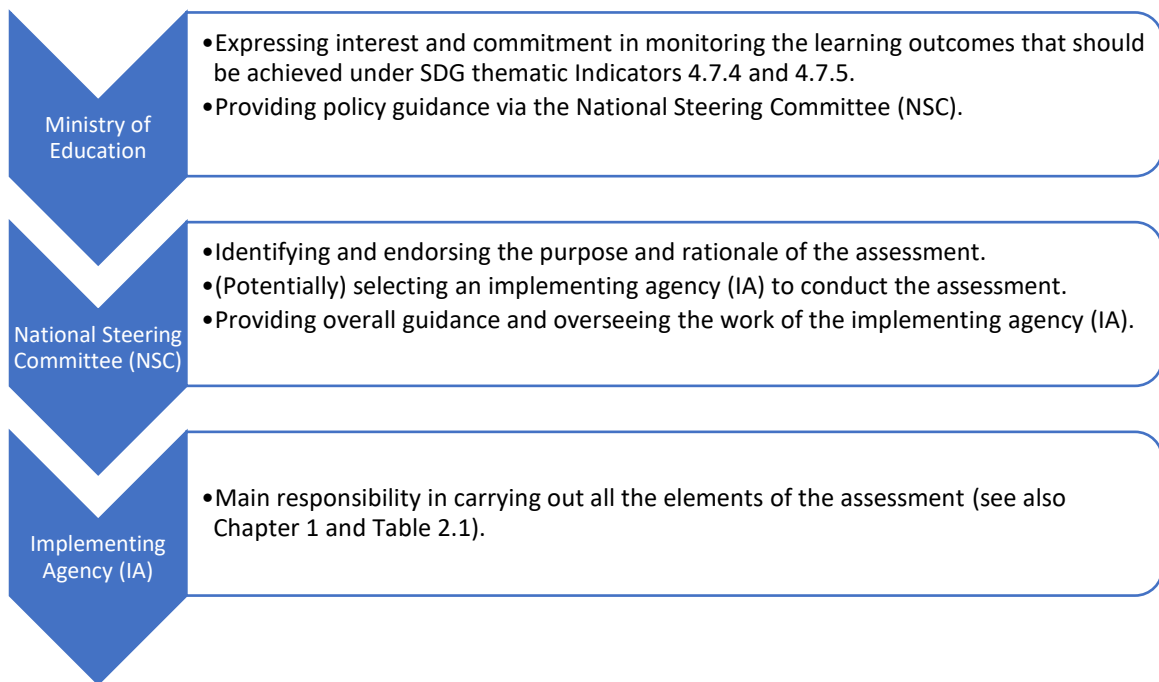 Ministry of
Education
•Expressing interest and commitment in monitoring the learning outcomes that should
be achieved under SDG thematic Indicators 4.7.4 and 4.7.5.
•Providing policy guidance via the National Steering Committee (NSC).
National Steering
Committee (NSC)
•Identifying and endorsing the purpose and rationale of the assessment.
•(Potentially) selecting an implementing agency (IA) to conduct the assessment.
•Providing overall guidance and overseeing the work of the implementing agency (IA).
Implementing
Agency (IA)
•Main responsibility in carrying out all the elements of the assessment (see also
Chapter 1 and Table 2.1).